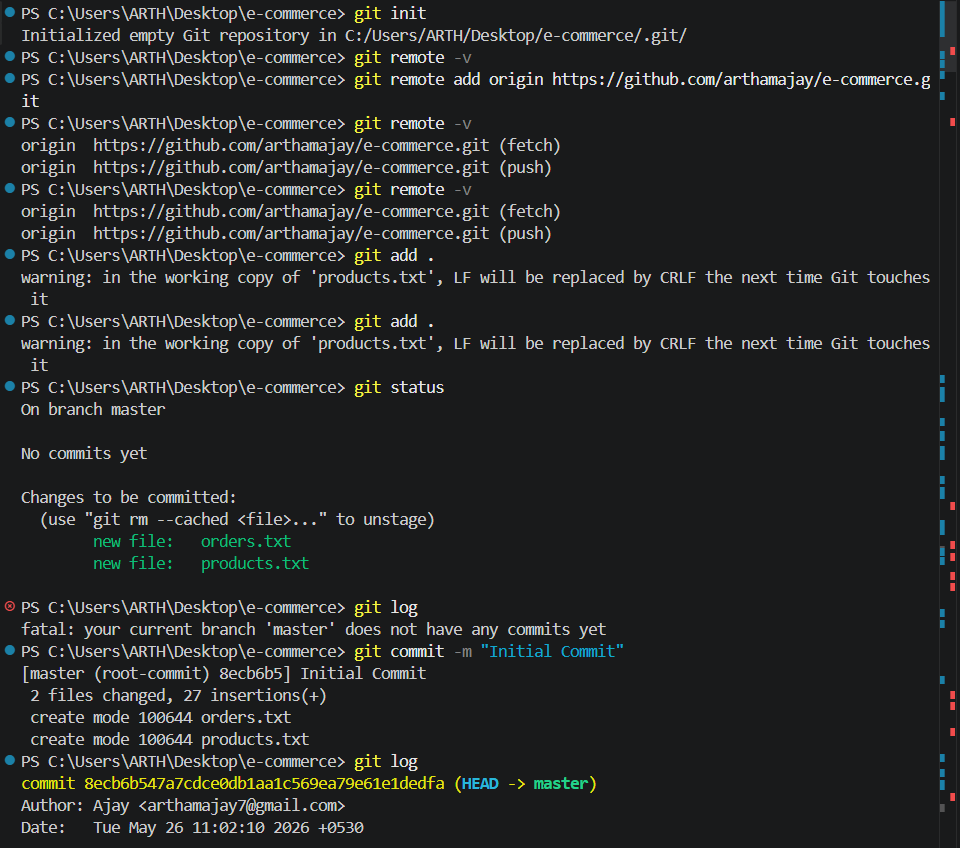 PS C:\Users\ARTH\Desktop\e-commerce> git init
Initialized empty Git repository in C:/Users/ARTH/Desktop/e-commerce/.git/
PS C:\Users\ARTH\Desktop\e-commerce> git remote -v
PS C:\Users\ARTH\Desktop\e-commerce> git remote add origin https://github.com/arthamajay/e-commerce.g
it
PS C:\Users\ARTH\Desktop\e-commerce> git remote -v
origin  https://github.com/arthamajay/e-commerce.git (fetch)
origin  https://github.com/arthamajay/e-commerce.git (push)
PS C:\Users\ARTH\Desktop\e-commerce> git remote -v
origin  https://github.com/arthamajay/e-commerce.git (fetch)
origin  https://github.com/arthamajay/e-commerce.git (push)
PS C:\Users\ARTH\Desktop\e-commerce> git add .
warning: in the working copy of 'products.txt', LF will be replaced by CRLF the next time Git touches
 it
PS C:\Users\ARTH\Desktop\e-commerce> git add .
warning: in the working copy of 'products.txt', LF will be replaced by CRLF the next time Git touches
 it
PS C:\Users\ARTH\Desktop\e-commerce> git status
On branch master

No commits yet

Changes to be committed:
  (use "git rm --cached <file>..." to unstage)
        new file:   orders.txt
        new file:   products.txt

PS C:\Users\ARTH\Desktop\e-commerce> git log
fatal: your current branch 'master' does not have any commits yet
PS C:\Users\ARTH\Desktop\e-commerce> git commit -m "Initial Commit"
[master (root-commit) 8ecb6b5] Initial Commit
 2 files changed, 27 insertions(+)
 create mode 100644 orders.txt
 create mode 100644 products.txt
PS C:\Users\ARTH\Desktop\e-commerce> git log
commit 8ecb6b547a7cdce0db1aa1c569ea79e61e1dedfa (HEAD -> master)
Author: Ajay <arthamajay7@gmail.com>
Date:   Tue May 26 11:02:10 2026 +0530